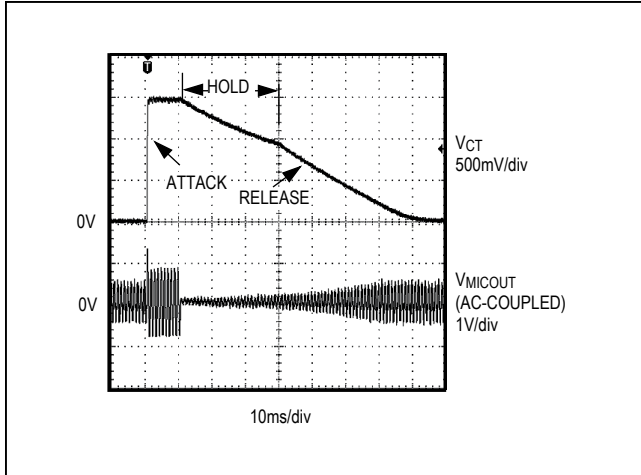 T
HOLD
VCT
500mV/div
ATTACK
RELEASE
0V
VMICOUT
(AC-COUPLED)
1V/div
0V
10ms/div